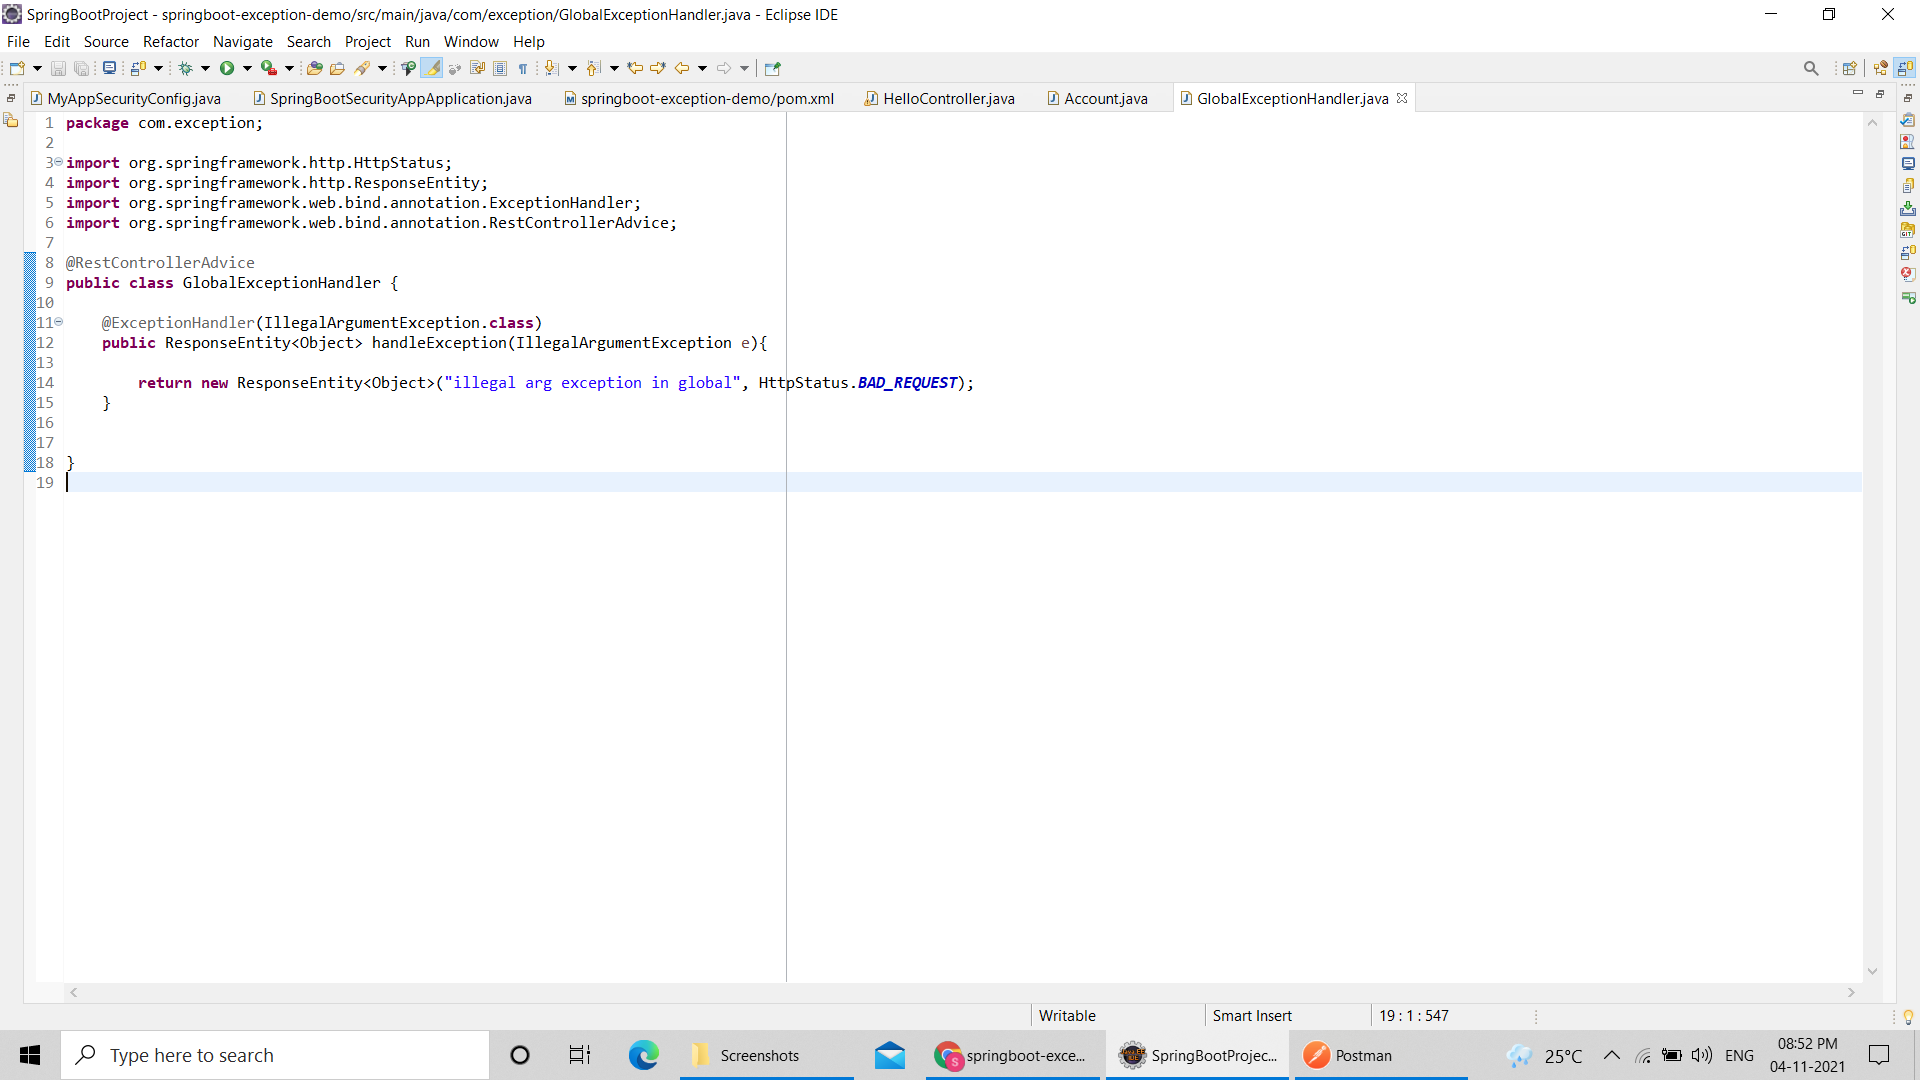 SpringBootProject - springboot-exception-demo/src/main/java/com/exception/GlobalExceptionHandler.java - Eclipse IDE
File Edit Source Refactor Navigate Search Project Run Window Help
MyAppSecurityConfig.java SpringBootSecurityAppApplication.java springboot-exception-demo/pom.xml HelloController.java Account.java GlobalExceptionHandler.java
1 package com.exception;
2
3 import org.springframework.http.HttpStatus;
4 import org.springframework.http.ResponseEntity;
5 import org.springframework.web.bind.annotation.ExceptionHandler;
6 import org.springframework.web.bind.annotation.RestControllerAdvice;
7
8 @RestControllerAdvice
9 public class GlobalExceptionHandler {
10
11     @ExceptionHandler(IllegalArgumentException.class)
12     public ResponseEntity<Object> handleException(IllegalArgumentException e){
13
14         return new ResponseEntity<Object>("illegal arg exception in global", HttpStatus.BAD_REQUEST);
15     }
16
17
18 }
19
Writable Smart Insert 19 : 1 : 547
Type here to search Screenshots springboot-exce... SpringBootProjec... Postman 25°C ENG 08:52 PM
04-11-2021